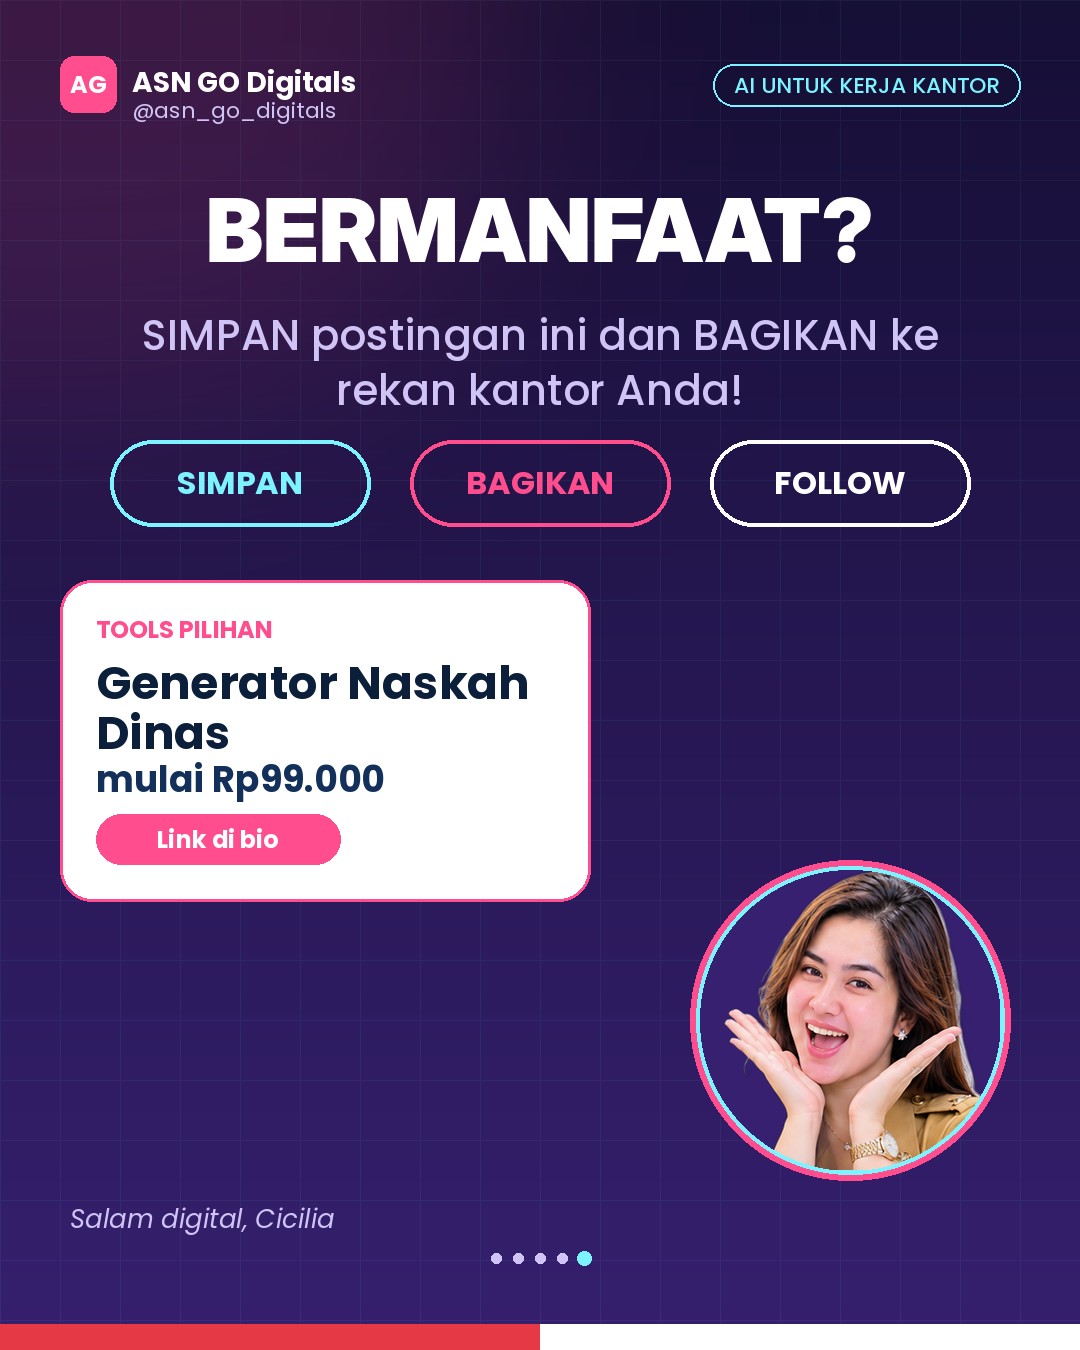 AG
ASN GO Digitals
@asn_go_digitals
AI UNTUK KERJA KANTOR
BERMANFAAT?
SIMPAN postingan ini dan BAGIKAN ke
rekan kantor Anda!
SIMPAN
BAGIKAN
FOLLOW
TOOLS PILIHAN
Generator Naskah
Dinas
mulai Rp99.000
Link di bio
Salam digital, Cicilia